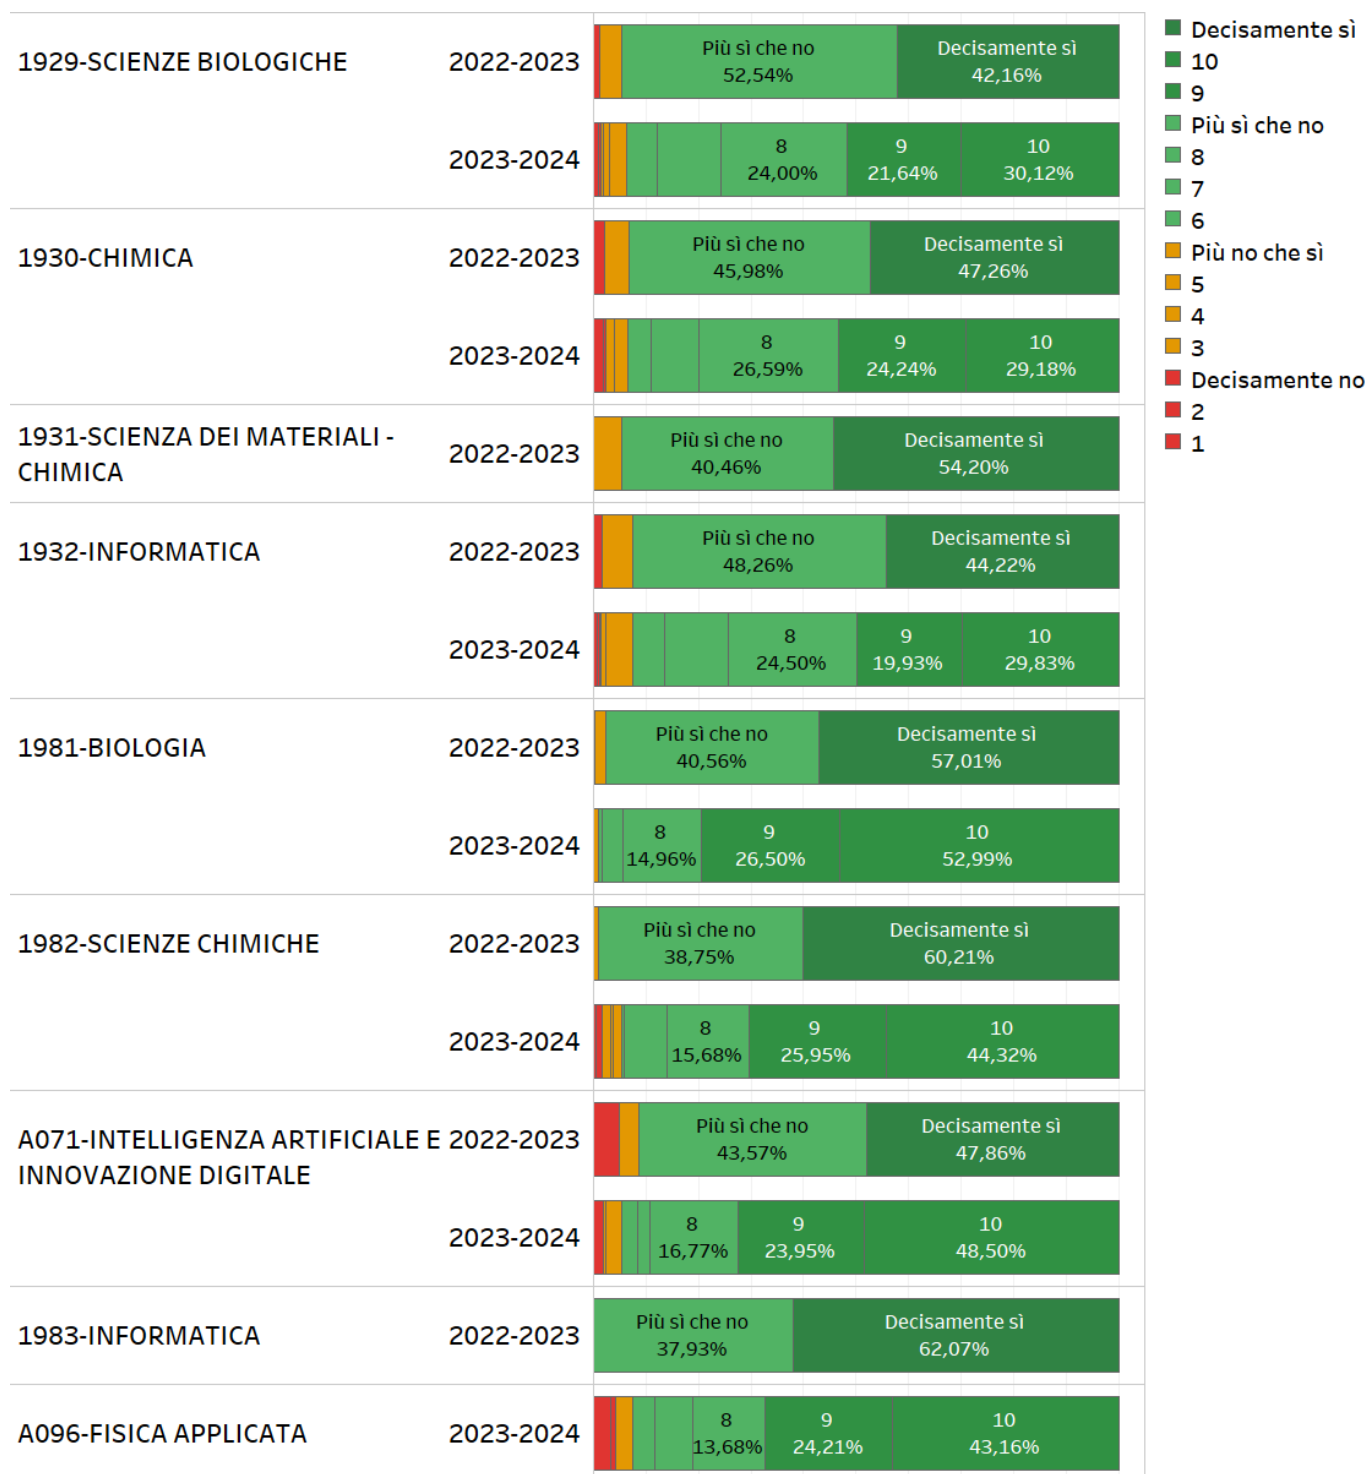 1929-SCIENZE BIOLOGICHE
2022-2023
Più sì che no
52,54%
Decisamente sì
42,16%
2023-2024
8
24,00%
9
21,64%
10
30,12%
1930-CHIMICA
2022-2023
Più sì che no
45,98%
Decisamente sì
47,26%
2023-2024
8
26,59%
9
24,24%
10
29,18%
1931-SCIENZA DEI MATERIALI -
CHIMICA
2022-2023
Più sì che no
40,46%
Decisamente sì
54,20%
1932-INFORMATICA
2022-2023
Più sì che no
48,26%
Decisamente sì
44,22%
2023-2024
8
24,50%
9
19,93%
10
29,83%
1981-BIOLOGIA
2022-2023
Più sì che no
40,56%
Decisamente sì
57,01%
2023-2024
8
14,96%
9
26,50%
10
52,99%
1982-SCIENZE CHIMICHE
2022-2023
Più sì che no
38,75%
Decisamente sì
60,21%
2023-2024
8
15,68%
9
25,95%
10
44,32%
A071-INTELLIGENZA ARTIFICIALE E
INNOVAZIONE DIGITALE
2022-2023
Più sì che no
43,57%
Decisamente sì
47,86%
2023-2024
8
16,77%
9
23,95%
10
48,50%
1983-INFORMATICA
2022-2023
Più sì che no
37,93%
Decisamente sì
62,07%
A096-FISICA APPLICATA
2023-2024
8
13,68%
9
24,21%
10
43,16%
Decisamente sì
10
9
Più sì che no
8
7
6
Più no che sì
5
4
3
Decisamente no
2
1